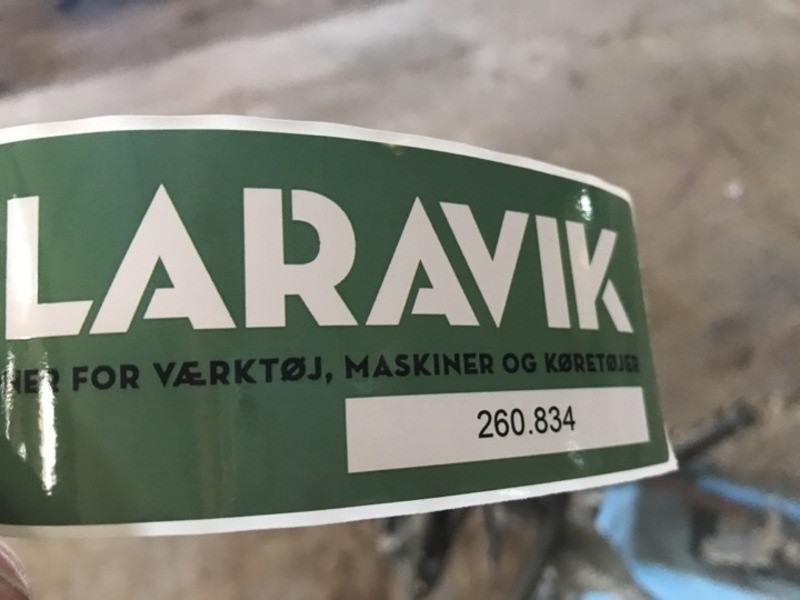 LARAVIK
FOR VÆRKTØJ, MASKINER OG KØRETØJER
260.834